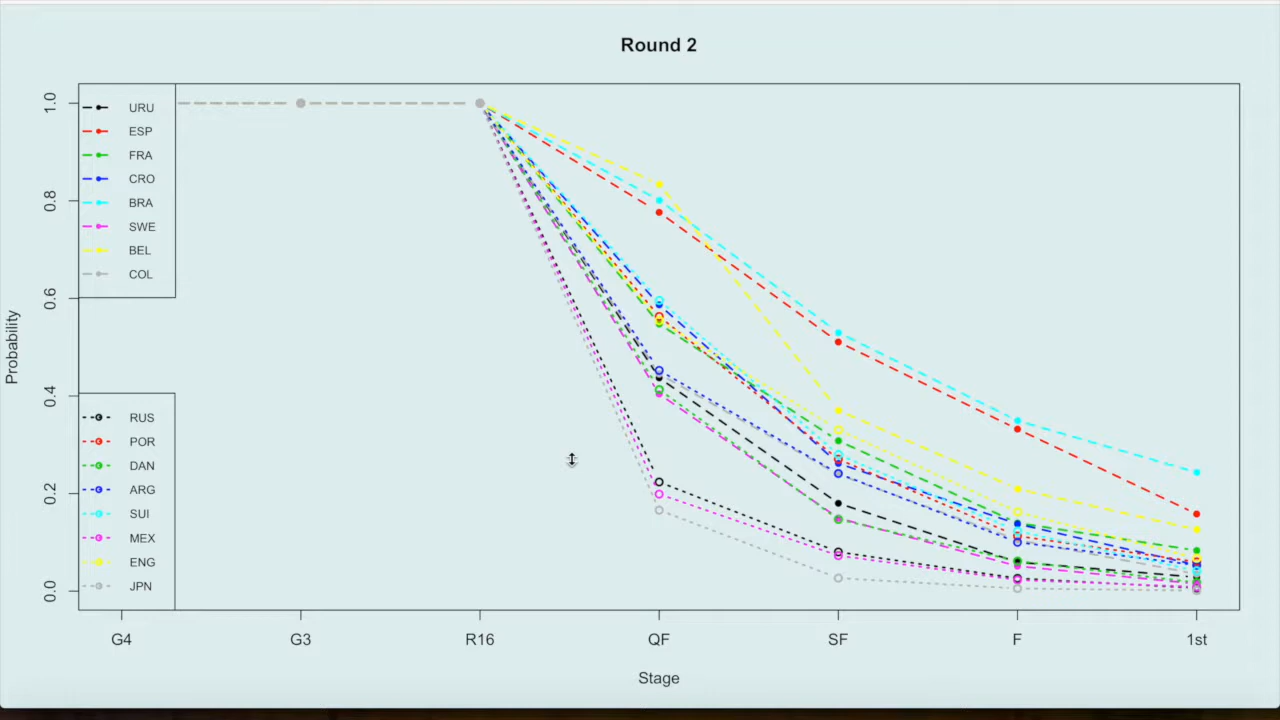 Round 2
Probability
1.0
0.8
0.6
0.4
0.2
0.0
URU
ESP
FRA
CRO
BRA
SWE
BEL
COL
RUS
POR
DAN
ARG
SUI
MEX
ENG
JPN
G4 G3 R16 QF SF F 1st
Stage